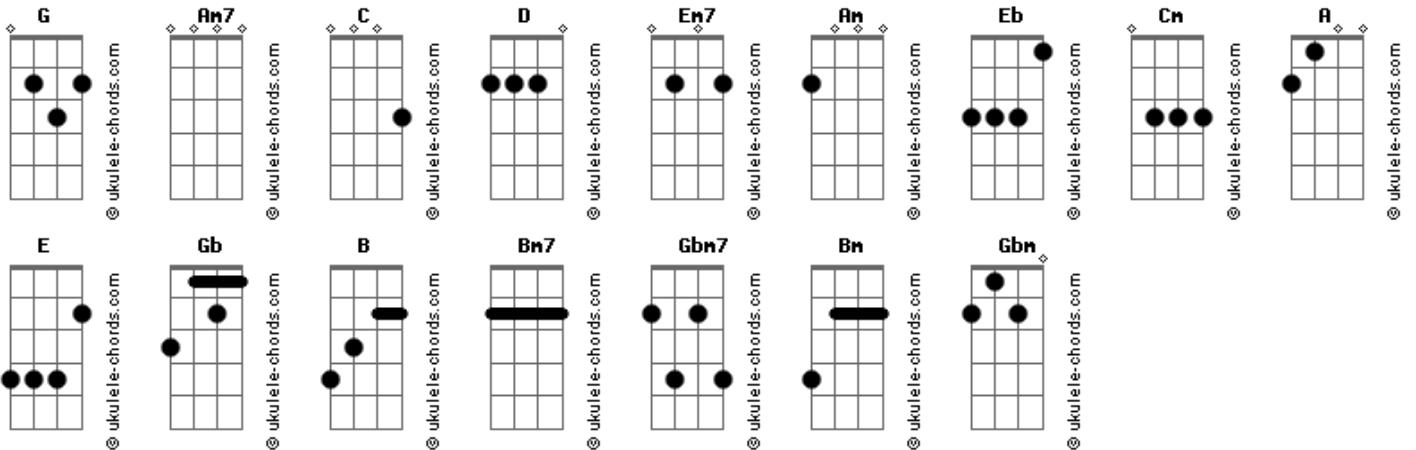 G Am7 C D Em7 Am Eb Cm A
© ukulele-chords.com © ukulele-chords.com © ukulele-chords.com © ukulele-chords.com © ukulele-chords.com © ukulele-chords.com © ukulele-chords.com © ukulele-chords.com © ukulele-chords.com
E Gb B Bm7 Gbm7 Bm Gbm
© ukulele-chords.com © ukulele-chords.com © ukulele-chords.com © ukulele-chords.com © ukulele-chords.com © ukulele-chords.com © ukulele-chords.com